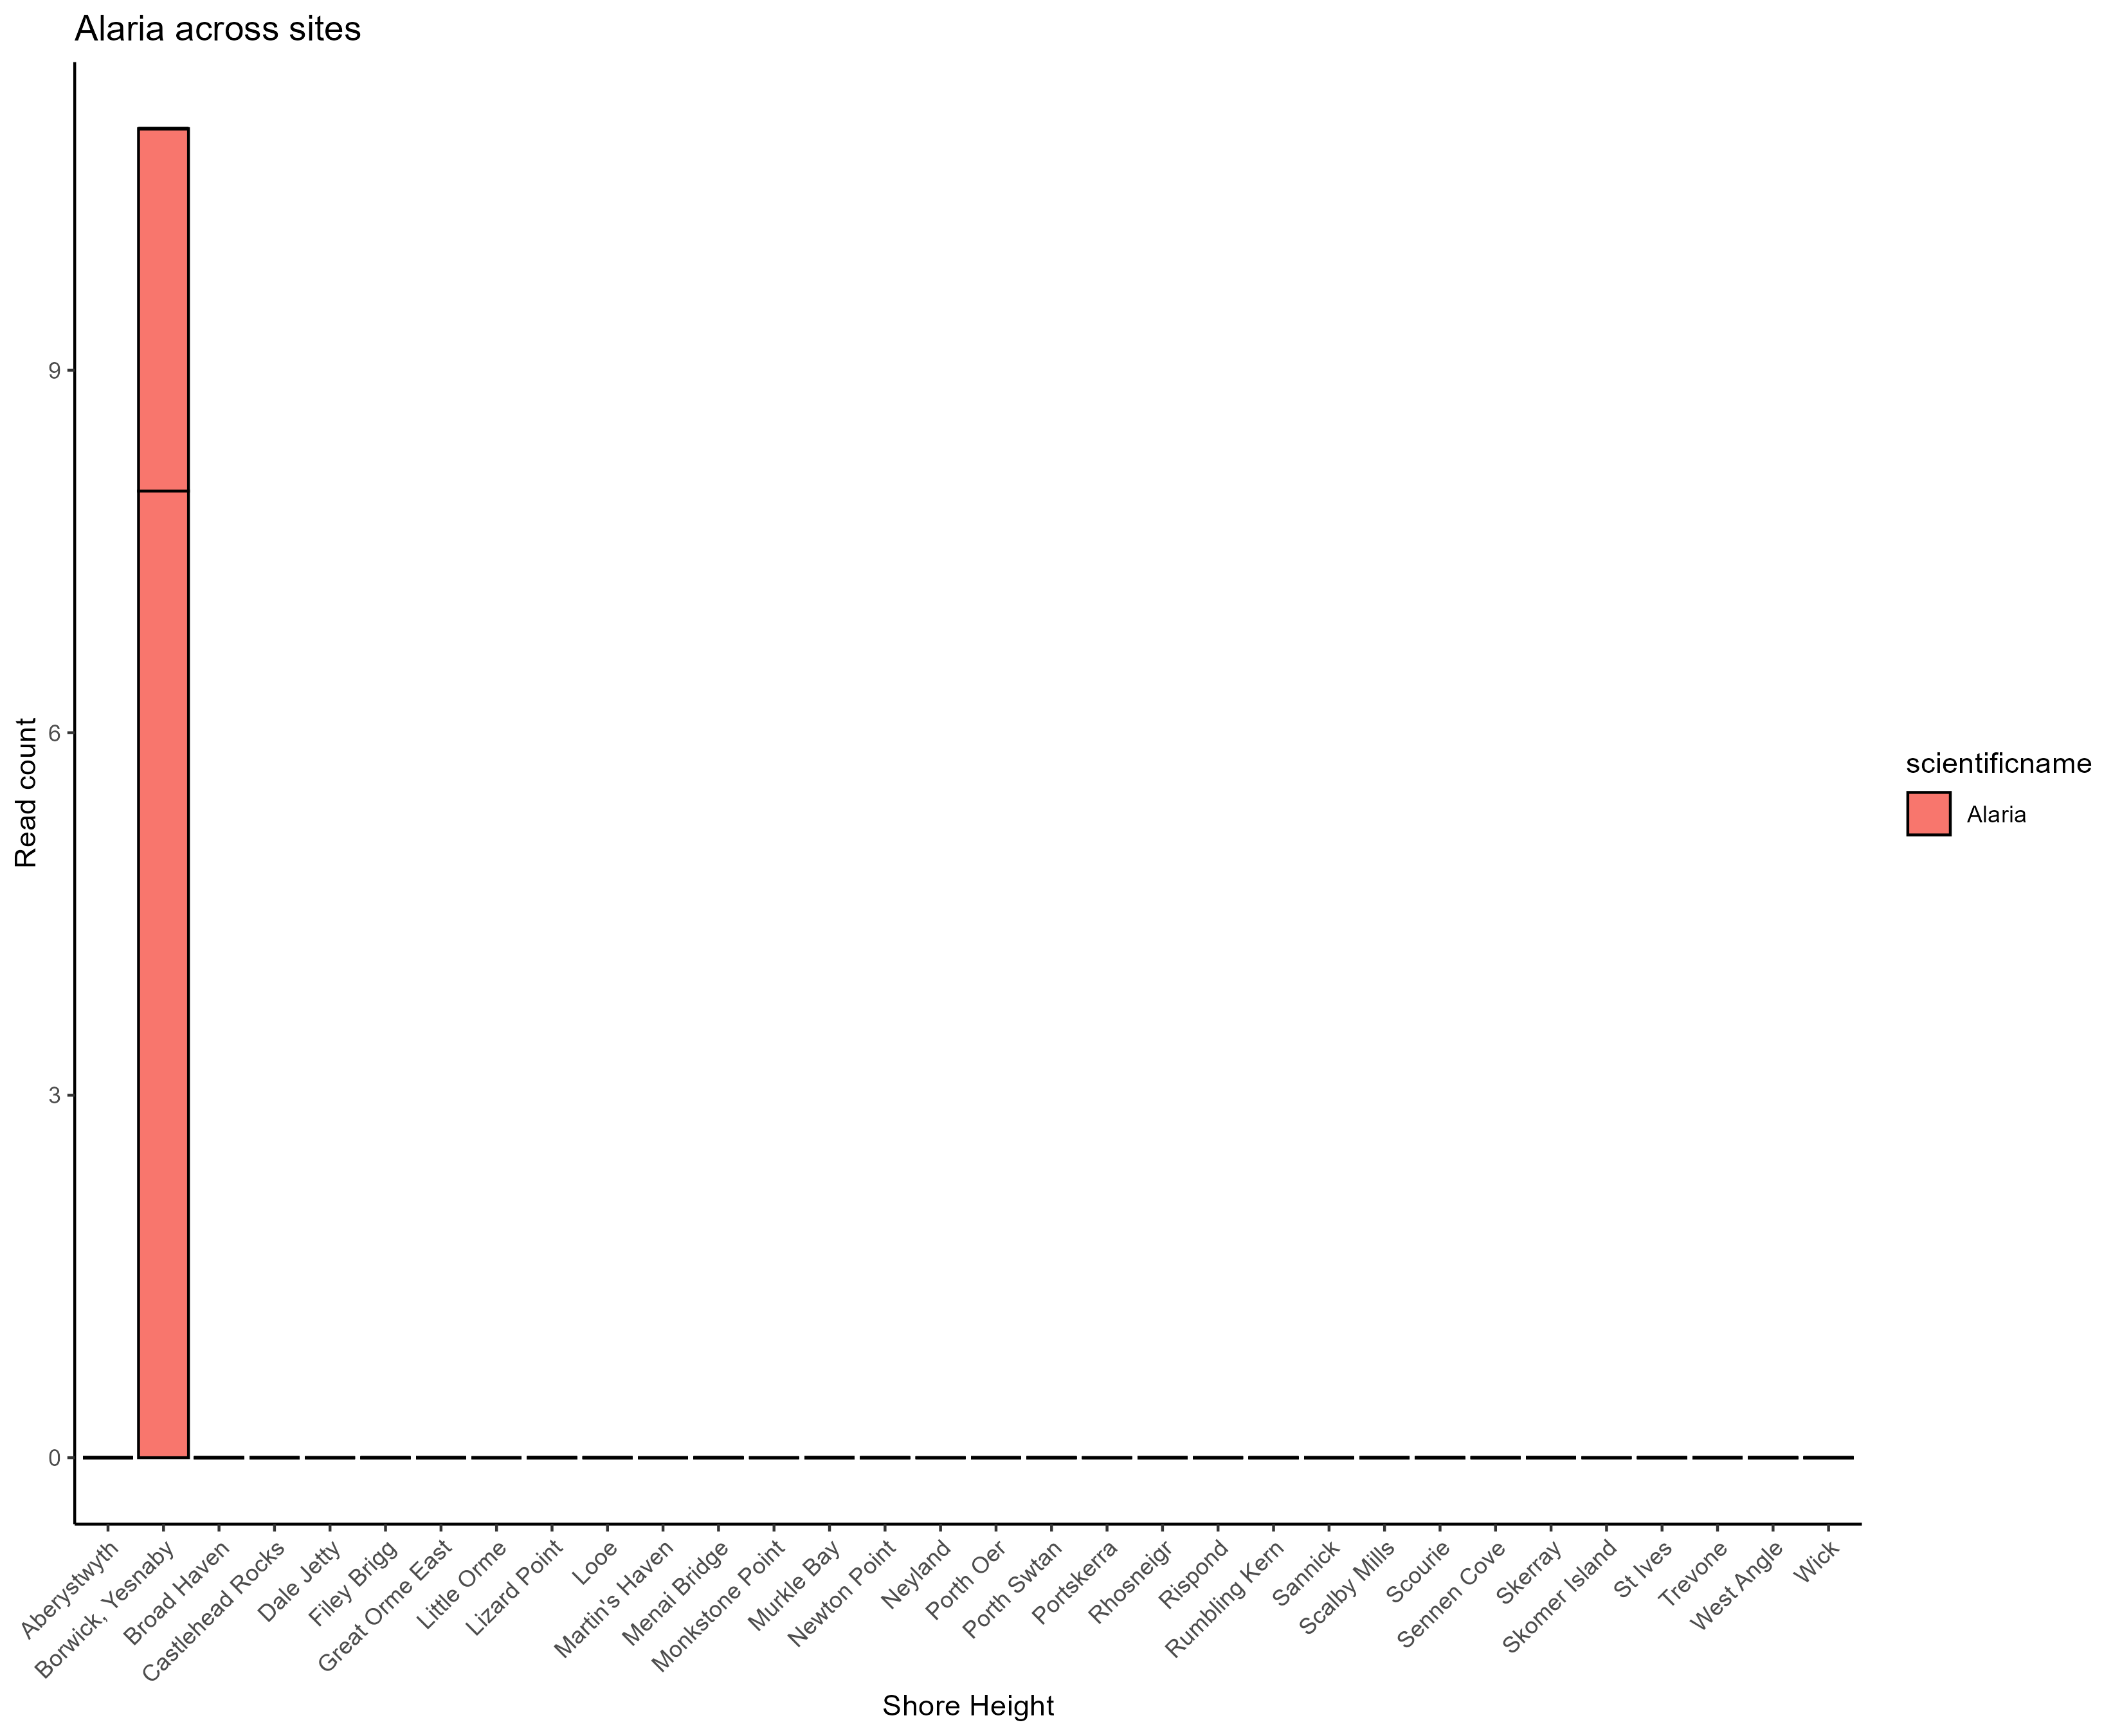 Alaria across sites
Read count
9
6
3
0
Aberystwyth
Borwick, Yesnaby
Broad Haven
Castlehead Rocks
Dale Jetty
Filey Brigg
Great Orme East
Little Orme
Lizard Point
Looe
Martin's Haven
Menai Bridge
Monkstone Point
Murkle Bay
Newton Point
Neyland
Porth Oer
Porth Swtan
Portskerra
Rhosneigr
Rispond
Rumbling Kern
Sannick
Scalby Mills
Scourie
Sennen Cove
Skerray
Skomer Island
St Ives
Trevone
West Angle
Wick
Shore Height
scientificname
Alaria